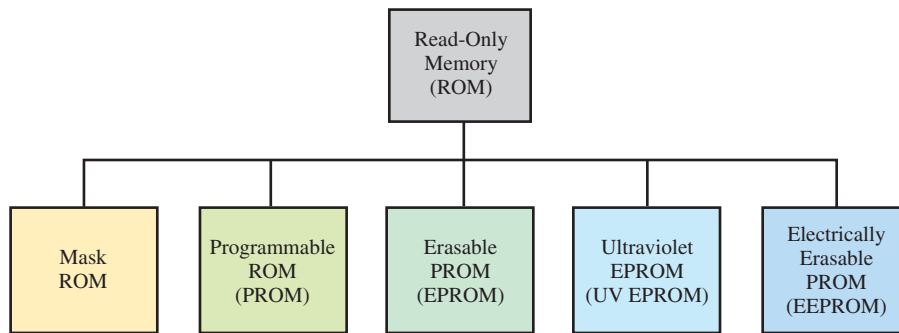 Read-Only
Memory
(ROM)
Mask
ROM
Programmable
ROM
(PROM)
Erasable
PROM
(EPROM)
Ultraviolet
EPROM
(UV EPROM)
Electrically
Erasable
PROM
(EEPROM)